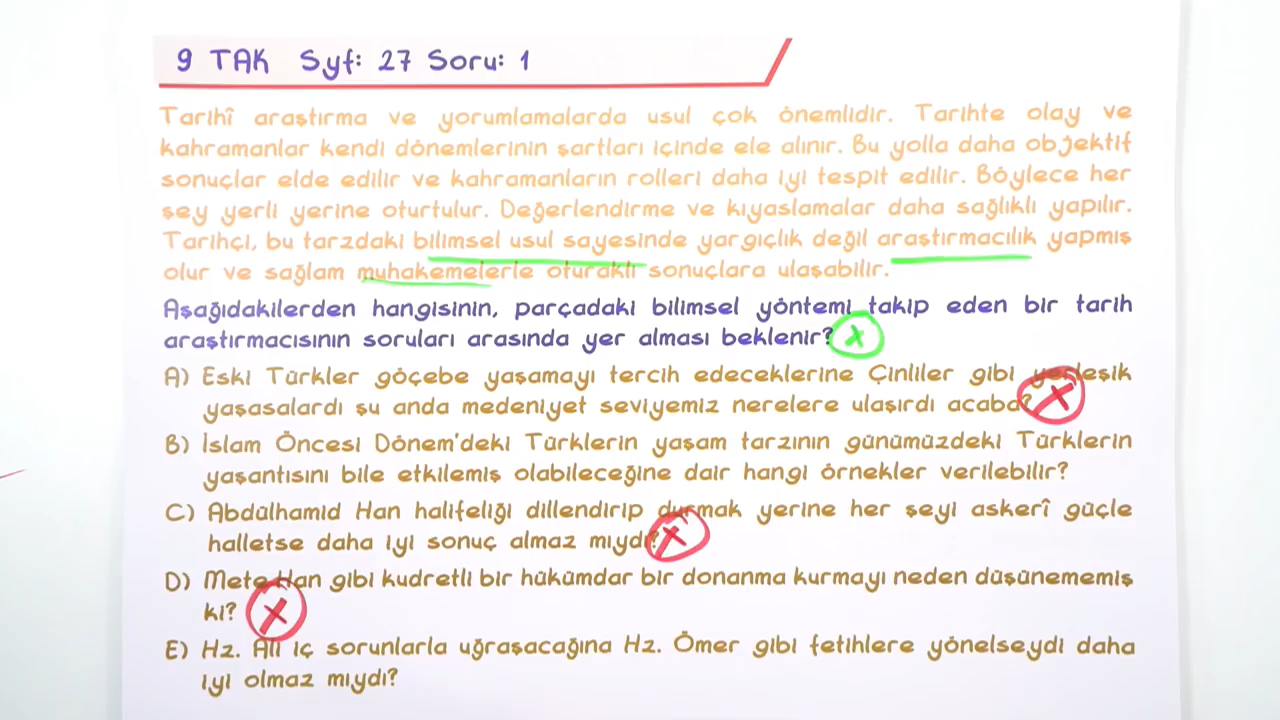 9 TAK Syf: 27 Soru: 1
Tarihî araştırma ve yorumlamalarda usul çok önemlidir. Tarihte olay ve
kahramanlar kendi dönemlerinin şartları içinde ele alınır. Bu yolla daha objektif
sonuçlar elde edilir ve kahramanların rolleri daha iyi tespit edilir. Böylece her
şey yerli yerine oturtulur. Değerlendirme ve kıyaslamalar daha sağlıklı yapılır.
Tarihçi, bu tarzdaki bilimsel usul sayesinde yargıçlık değil araştırmacılık yapmış
olur ve sağlam muhakemelerle oturaklı sonuçlara ulaşabilir.
Aşağıdakilerden hangisinin, parçadaki bilimsel yöntemi takip eden bir tarih
araştırmacısının soruları arasında yer alması beklenir?
A) Eski Türkler göçebe yaşamayı tercih edeceklerine Çinliler gibi yerleşik
yaşasalardı şu anda medeniyet seviyemiz nerelere ulaşırdı acaba?
B) İslam Öncesi Dönem'deki Türklerin yaşam tarzının günümüzdeki Türklerin
yaşantısını bile etkilemiş olabileceğine dair hangi örnekler verilebilir?
C) Abdülhamid Han halifeliği dillendirip durmak yerine her şeyi askerî güçle
halletse daha iyi sonuç almaz mıydı?
D) Mete Han gibi kudretli bir hükümdar bir donanma kurmayı neden düşünememiş
ki?
E) Hz. Ali iç sorunlarla uğraşacağına Hz. Ömer gibi fetihlere yönelseydi daha
iyi olmaz mıydı?